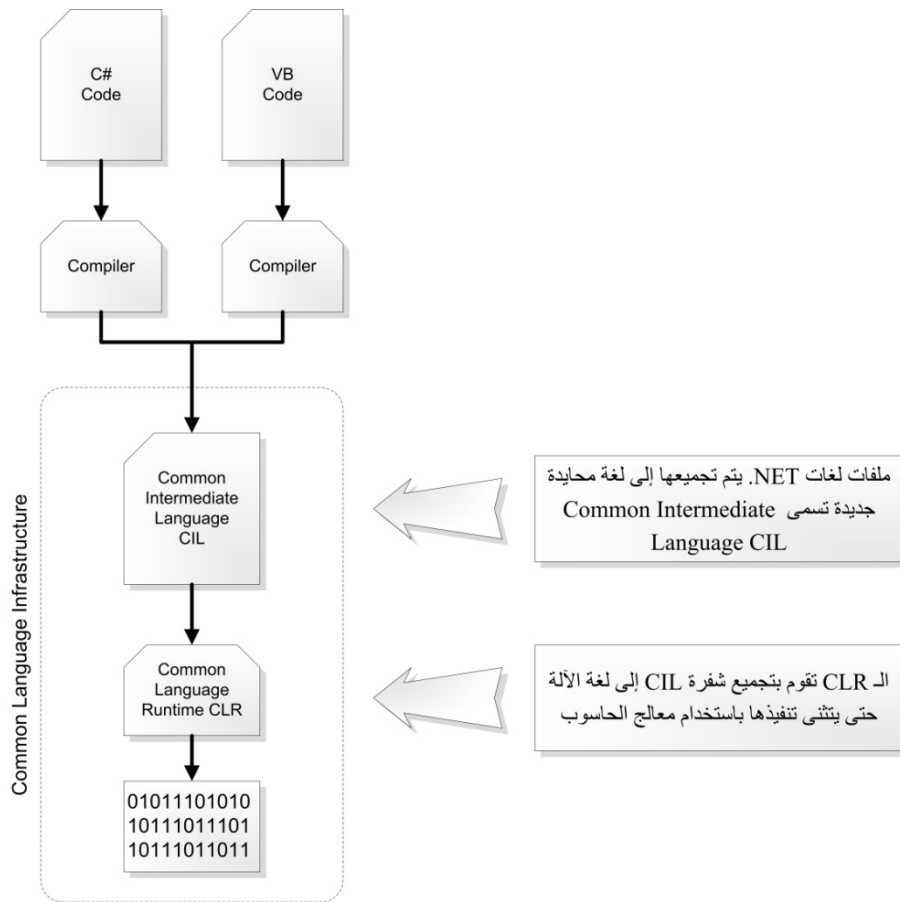 C#
Code
VB
Code
Compiler
Compiler
Common Language Infrastructure
Common
Intermediate
Language
CIL
ملفات لغات NET. يتم تجميعها إلى لغة محايدة
جديدة تسمى Common Intermediate
Language CIL
Common
Language
Runtime CLR
الـ CLR تقوم بتجميع شفرة CIL إلى لغة الآلة
حتى يتثنى تنفيذها باستخدام معالج الحاسوب
01011101010
10111011101
10111011011